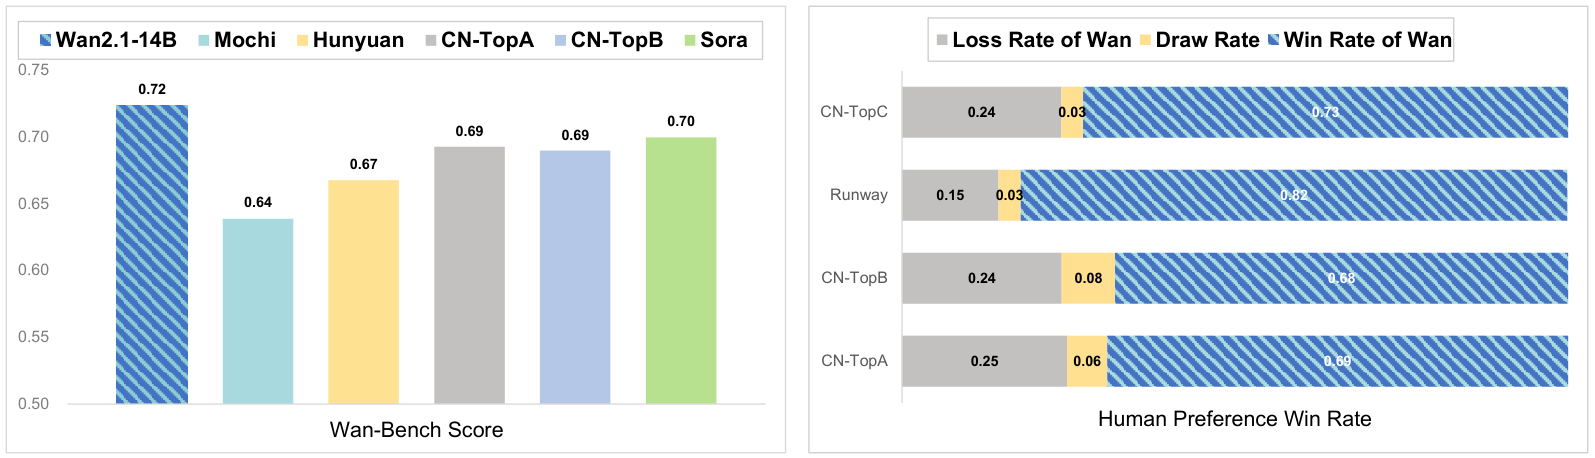 Wan2.1-14B Mochi Hunyuan CN-TopA CN-TopB Sora
0.75
0.70
0.65
0.60
0.55
0.50
0.72
0.64
0.67
0.69
0.69
0.70
Wan-Bench Score
Loss Rate of Wan Draw Rate Win Rate of Wan
CN-TopC 0.24 0.03 0.73
Runway 0.15 0.03 0.82
CN-TopB 0.24 0.08 0.68
CN-TopA 0.25 0.06 0.69
Human Preference Win Rate